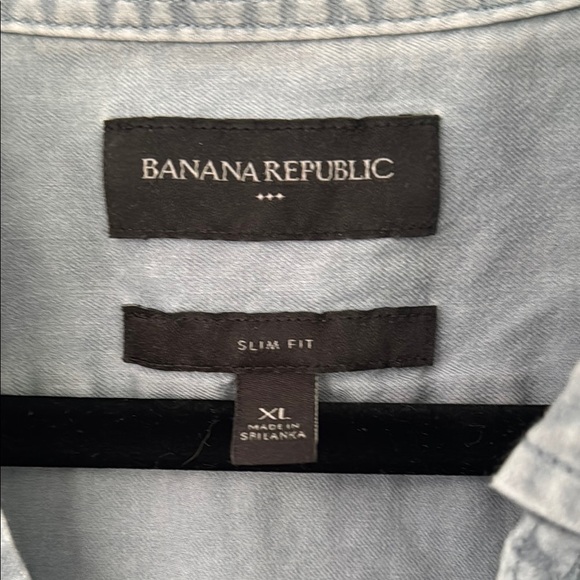 BANANA REPUBLIC
SLIM FIT
XL
MADE IN
SRI LANKA